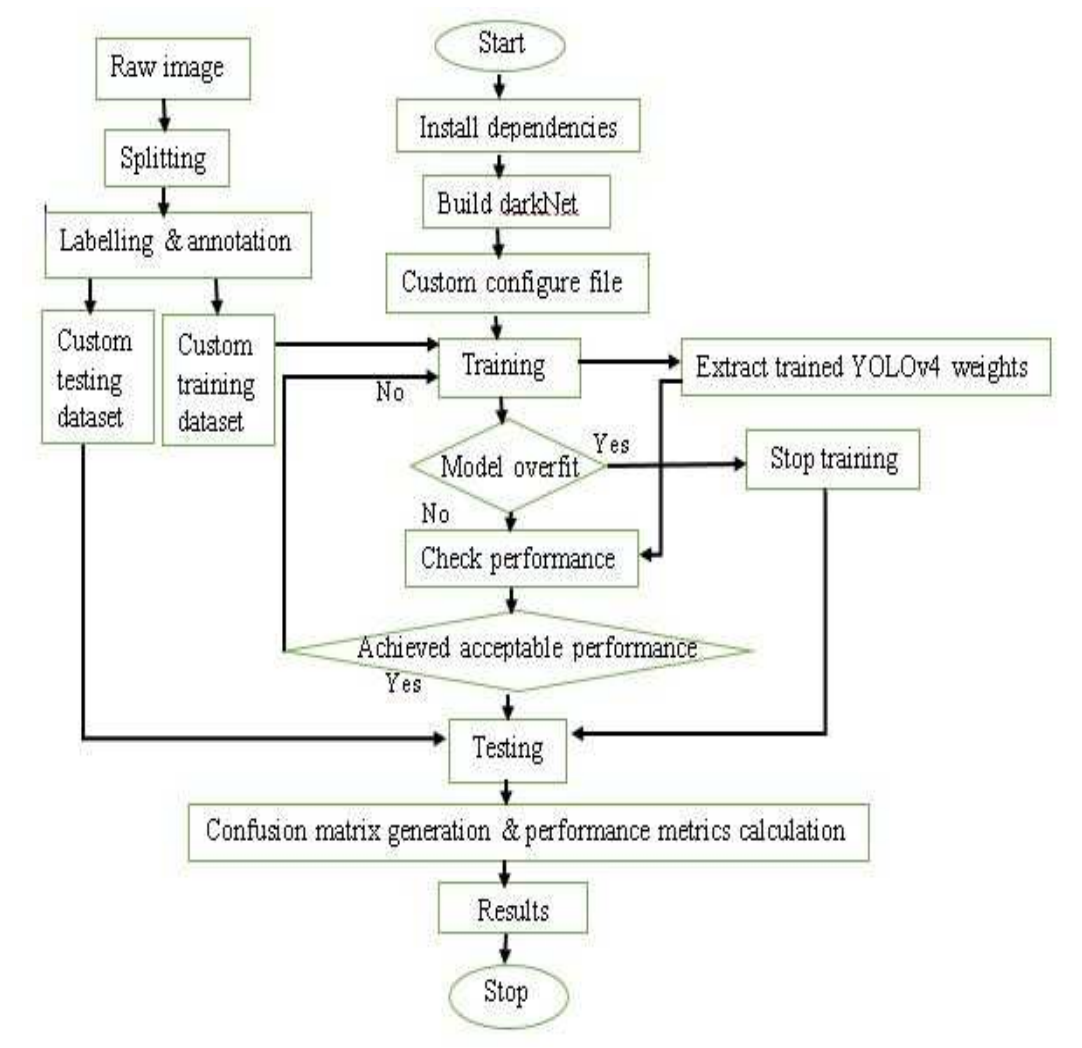 Start
Raw image
Install dependencies
Splitting
Build darkNet
Labelling & annotation
Custom configure file
Custom
testing
dataset
Custom
training
dataset
Training
Extract trained YOLOv4 weights
No
Yes
Model overfit
Stop training
No
Check performance
Achieved acceptable performance
Yes
Testing
Confusion matrix generation & performance metrics calculation
Results
Stop